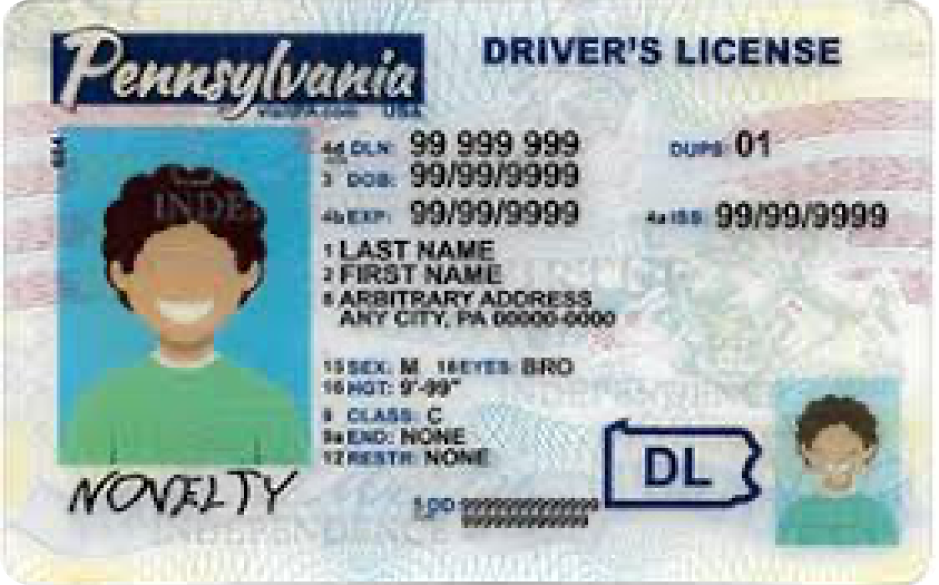 Pennsylvania
DRIVER'S LICENSE
visitPA.com USA
4d DLN: 99 999 999 DUPS: 01
3 DOB: 99/99/9999
4b EXP: 99/99/9999 4a ISS: 99/99/9999
1 LAST NAME
2 FIRST NAME
8 ARBITRARY ADDRESS
ANY CITY, PA 00000-0000
15 SEX: M 18 EYES: BRO
16 HGT: 9'-99"
9 CLASS: C
9a END: NONE
12 RESTR: NONE
DL
NOVELTY
5 DD
INDE
INDEPENDENCE